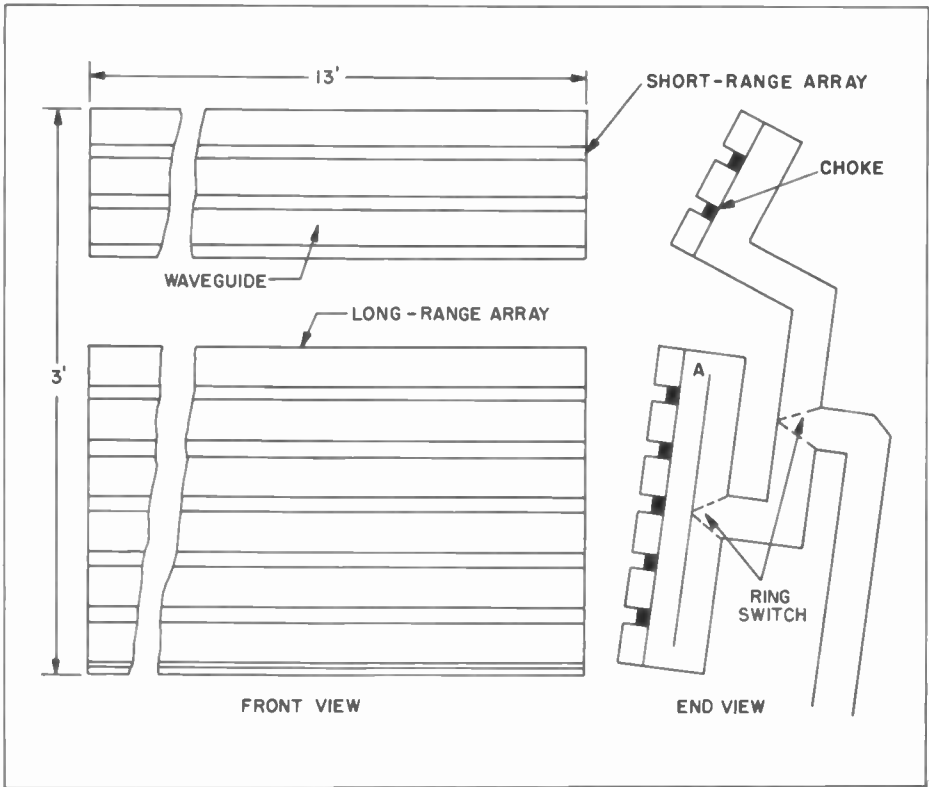 13'
SHORT-RANGE ARRAY
CHOKE
WAVEGUIDE
LONG-RANGE ARRAY
3'
A
RING
SWITCH
FRONT VIEW
END VIEW